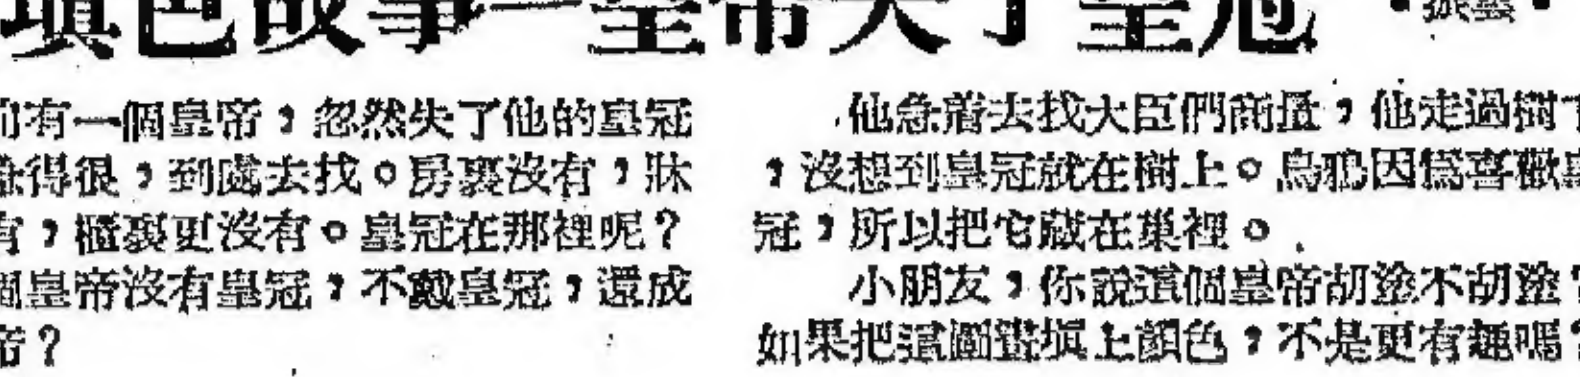 填色故事—皇帝失了皇冠
•振藝•
前有一個皇帝，忽然失了他的皇冠
難得很，到處去找。房裏沒有，牀
有，櫃裏更沒有。皇冠在那裡呢？
個皇帝沒有皇冠，不戴皇冠，還成
帝？
他急着去找大臣們商量，他走過樹下
，沒想到皇冠就在樹上。烏鴉因爲喜歡皇
冠，所以把它藏在巢裡。
小朋友，你說這個皇帝胡塗不胡塗？
如果把這圖畫塡上顏色，不是更有趣嗎？